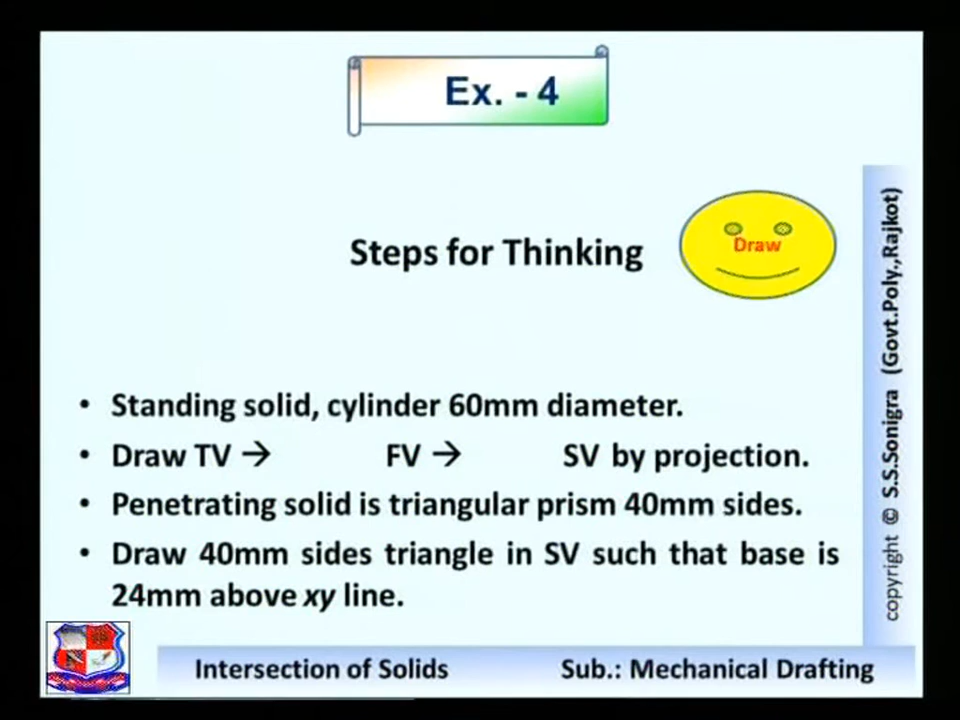 Ex. - 4
Steps for Thinking
Draw
• Standing solid, cylinder 60mm diameter.
• Draw TV → FV → SV by projection.
• Penetrating solid is triangular prism 40mm sides.
• Draw 40mm sides triangle in SV such that base is
24mm above xy line.
copyright © S.S.Sonigra (Govt.Poly.,Rajkot)
Intersection of Solids Sub.: Mechanical Drafting